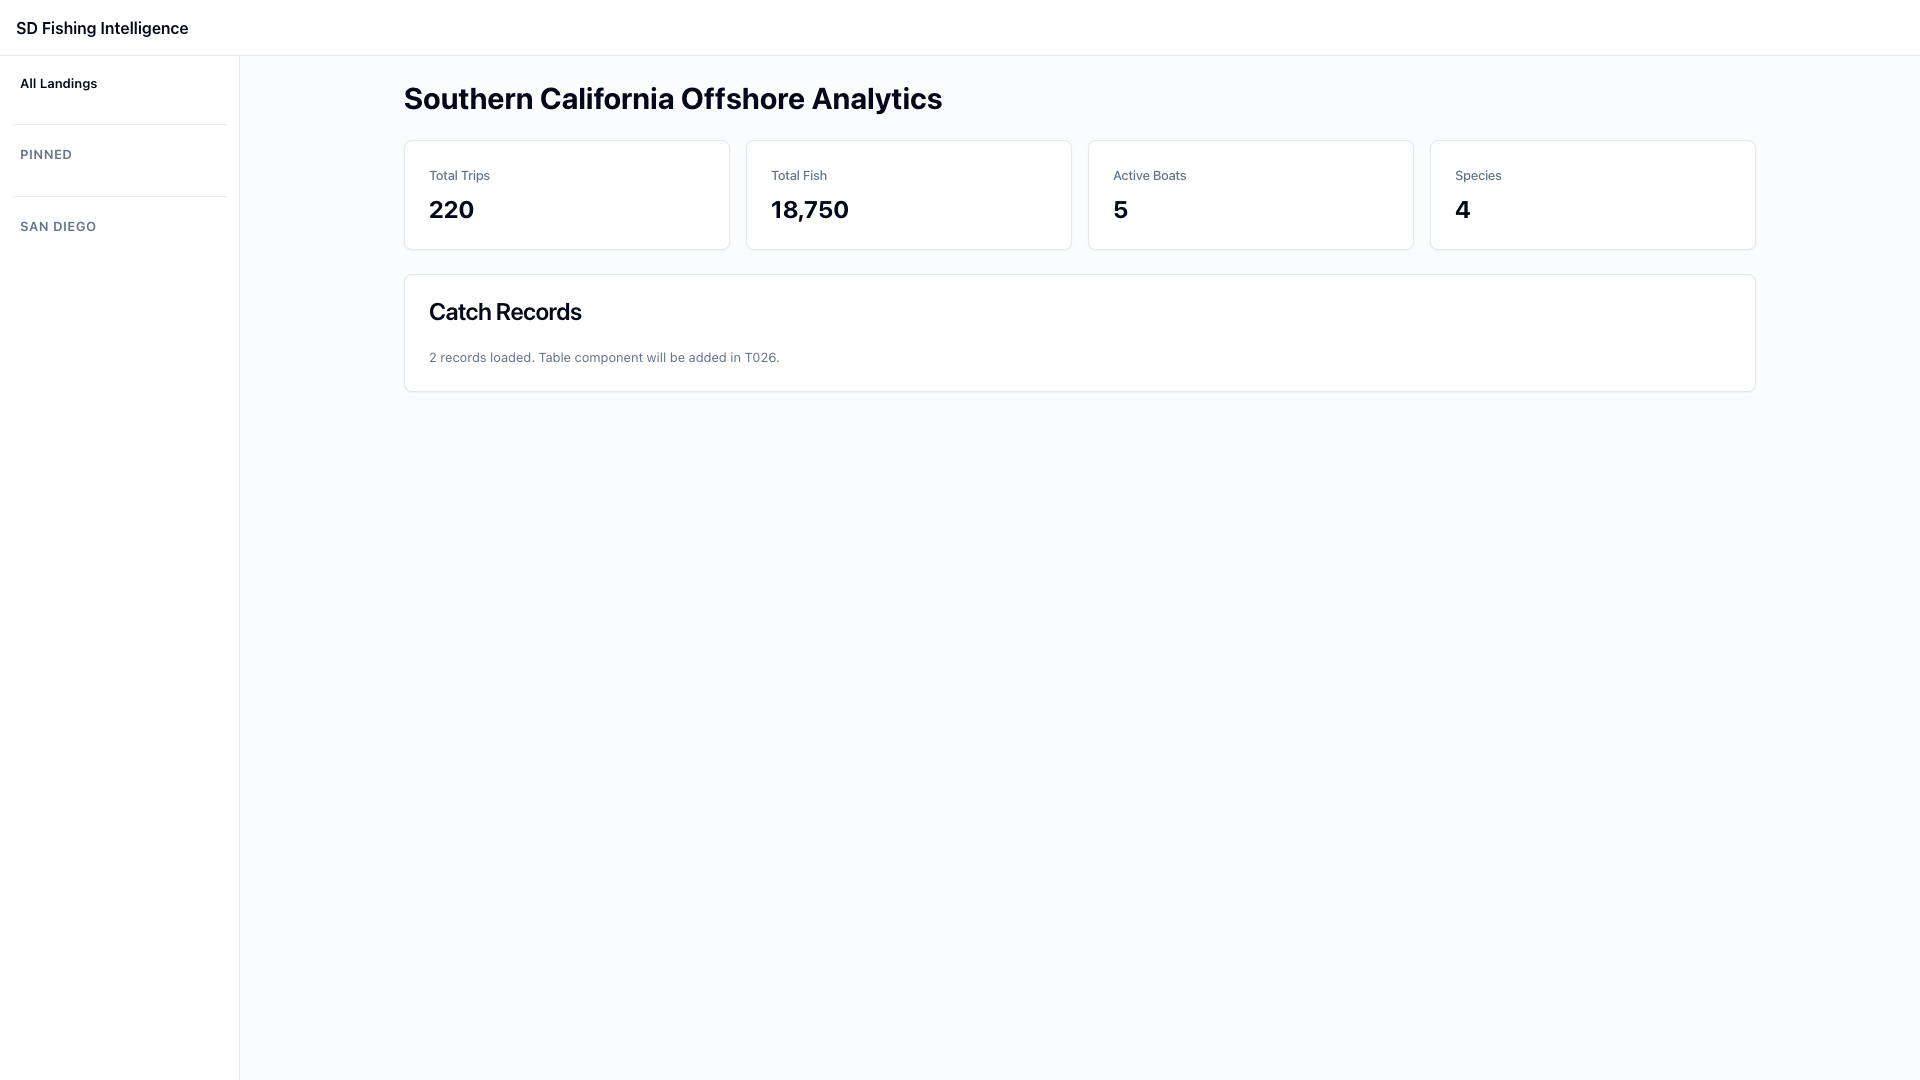 SD Fishing Intelligence
All Landings
PINNED
SAN DIEGO
Southern California Offshore Analytics
Total Trips
220
Total Fish
18,750
Active Boats
5
Species
4
Catch Records
2 records loaded. Table component will be added in T026.